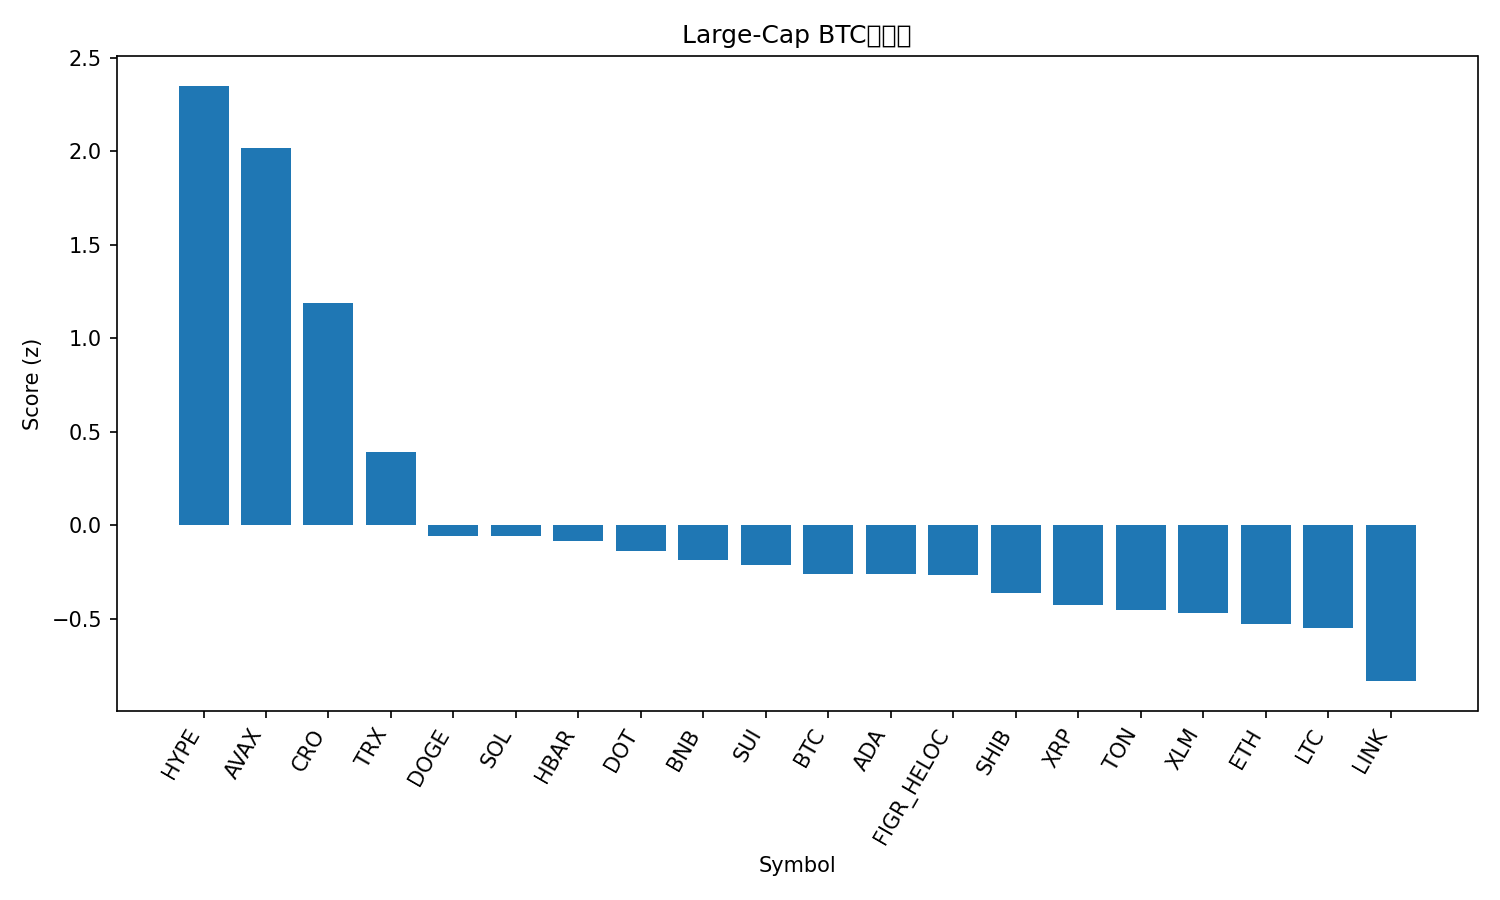 Large-Cap BTC
Score (z)
2.5
2.0
1.5
1.0
0.5
0.0
−0.5
HYPE
AVAX
CRO
TRX
DOGE
SOL
HBAR
DOT
BNB
SUI
BTC
ADA
FIGR_HELOC
SHIB
XRP
TON
XLM
ETH
LTC
LINK
Symbol